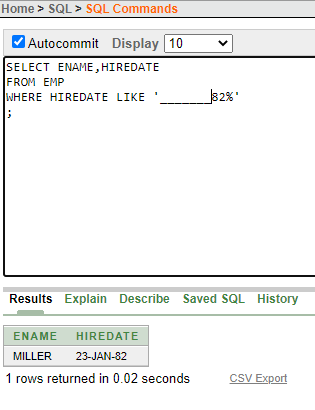 Home > SQL > SQL Commands
Autocommit Display 10
SELECT ENAME,HIREDATE
FROM EMP
WHERE HIREDATE LIKE '_______82%'
;
Results Explain Describe Saved SQL History
ENAME HIREDATE
MILLER 23-JAN-82
1 rows returned in 0.02 seconds CSV Export